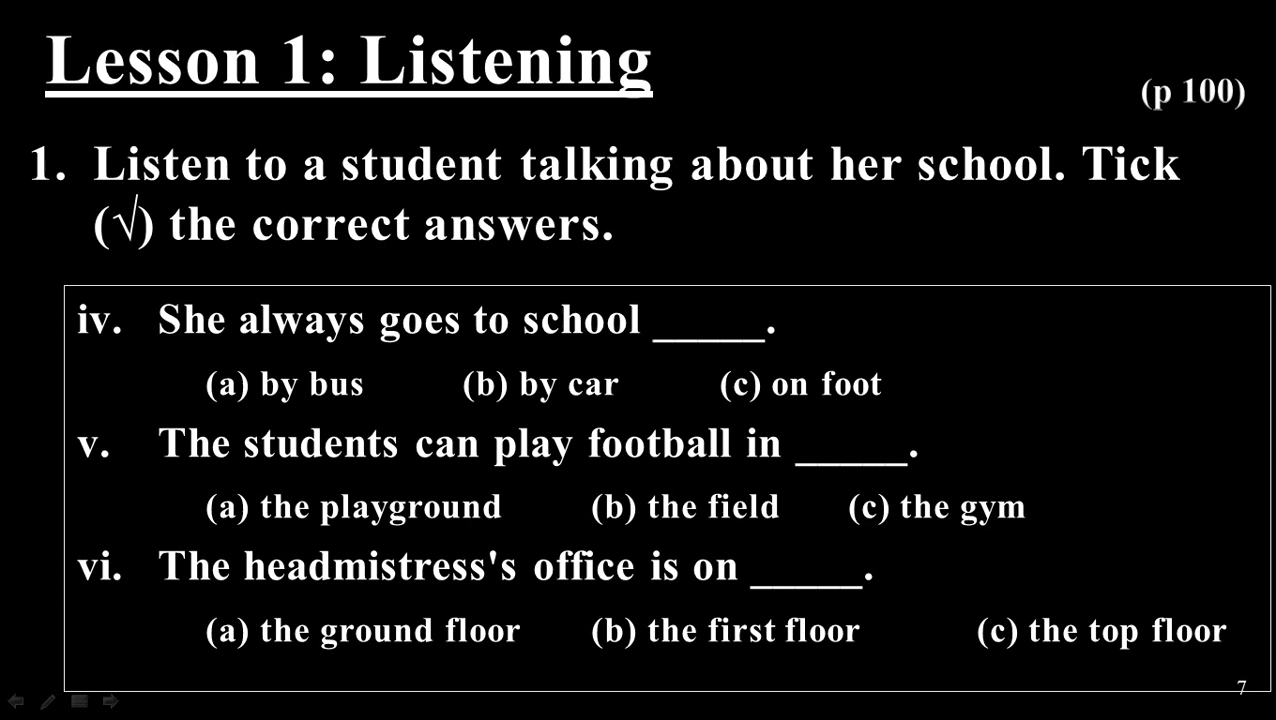 Lesson 1: Listening
(p 100)
1. Listen to a student talking about her school. Tick
(√) the correct answers.
iv. She always goes to school _____.
(a) by bus (b) by car (c) on foot
v. The students can play football in _____.
(a) the playground (b) the field (c) the gym
vi. The headmistress's office is on _____.
(a) the ground floor (b) the first floor (c) the top floor
7